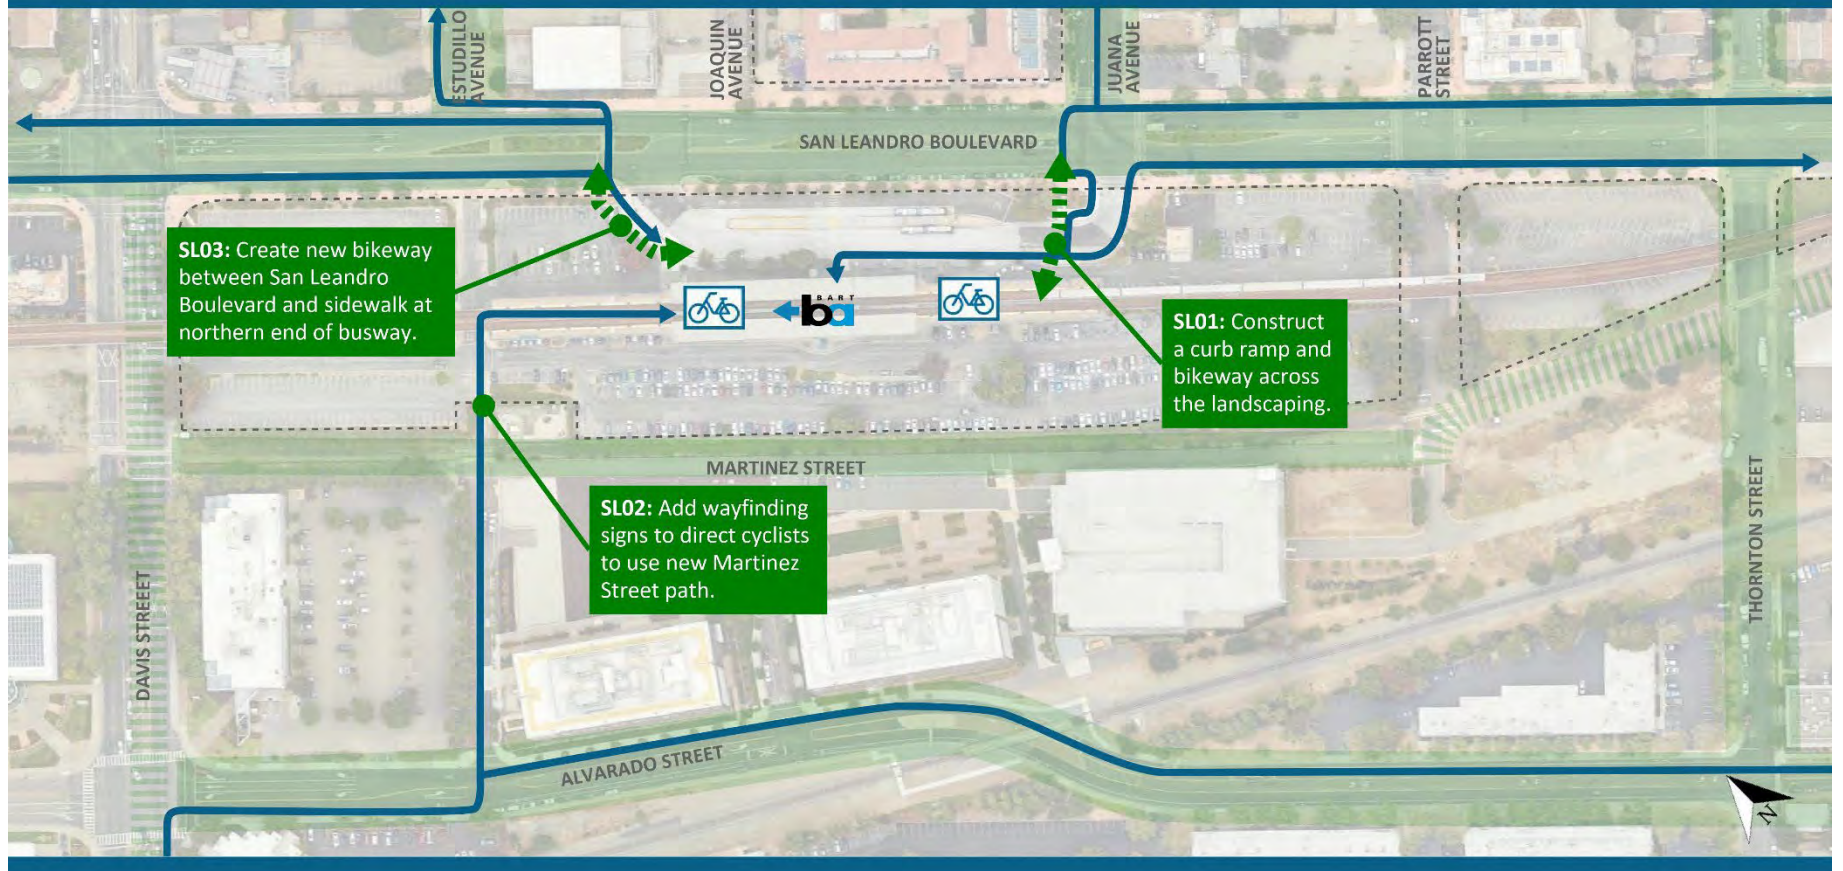 ESTUDILLO
AVENUE
JOAQUIN
AVENUE
JUANA
AVENUE
PARROTT
STREET
SAN LEANDRO BOULEVARD
SL03: Create new bikeway
between San Leandro
Boulevard and sidewalk at
northern end of busway.
BART
ba
SL01: Construct
a curb ramp and
bikeway across
the landscaping.
MARTINEZ STREET
SL02: Add wayfinding
signs to direct cyclists
to use new Martinez
Street path.
DAVIS STREEET
THORNTON STREET
ALVARADO STREET
N